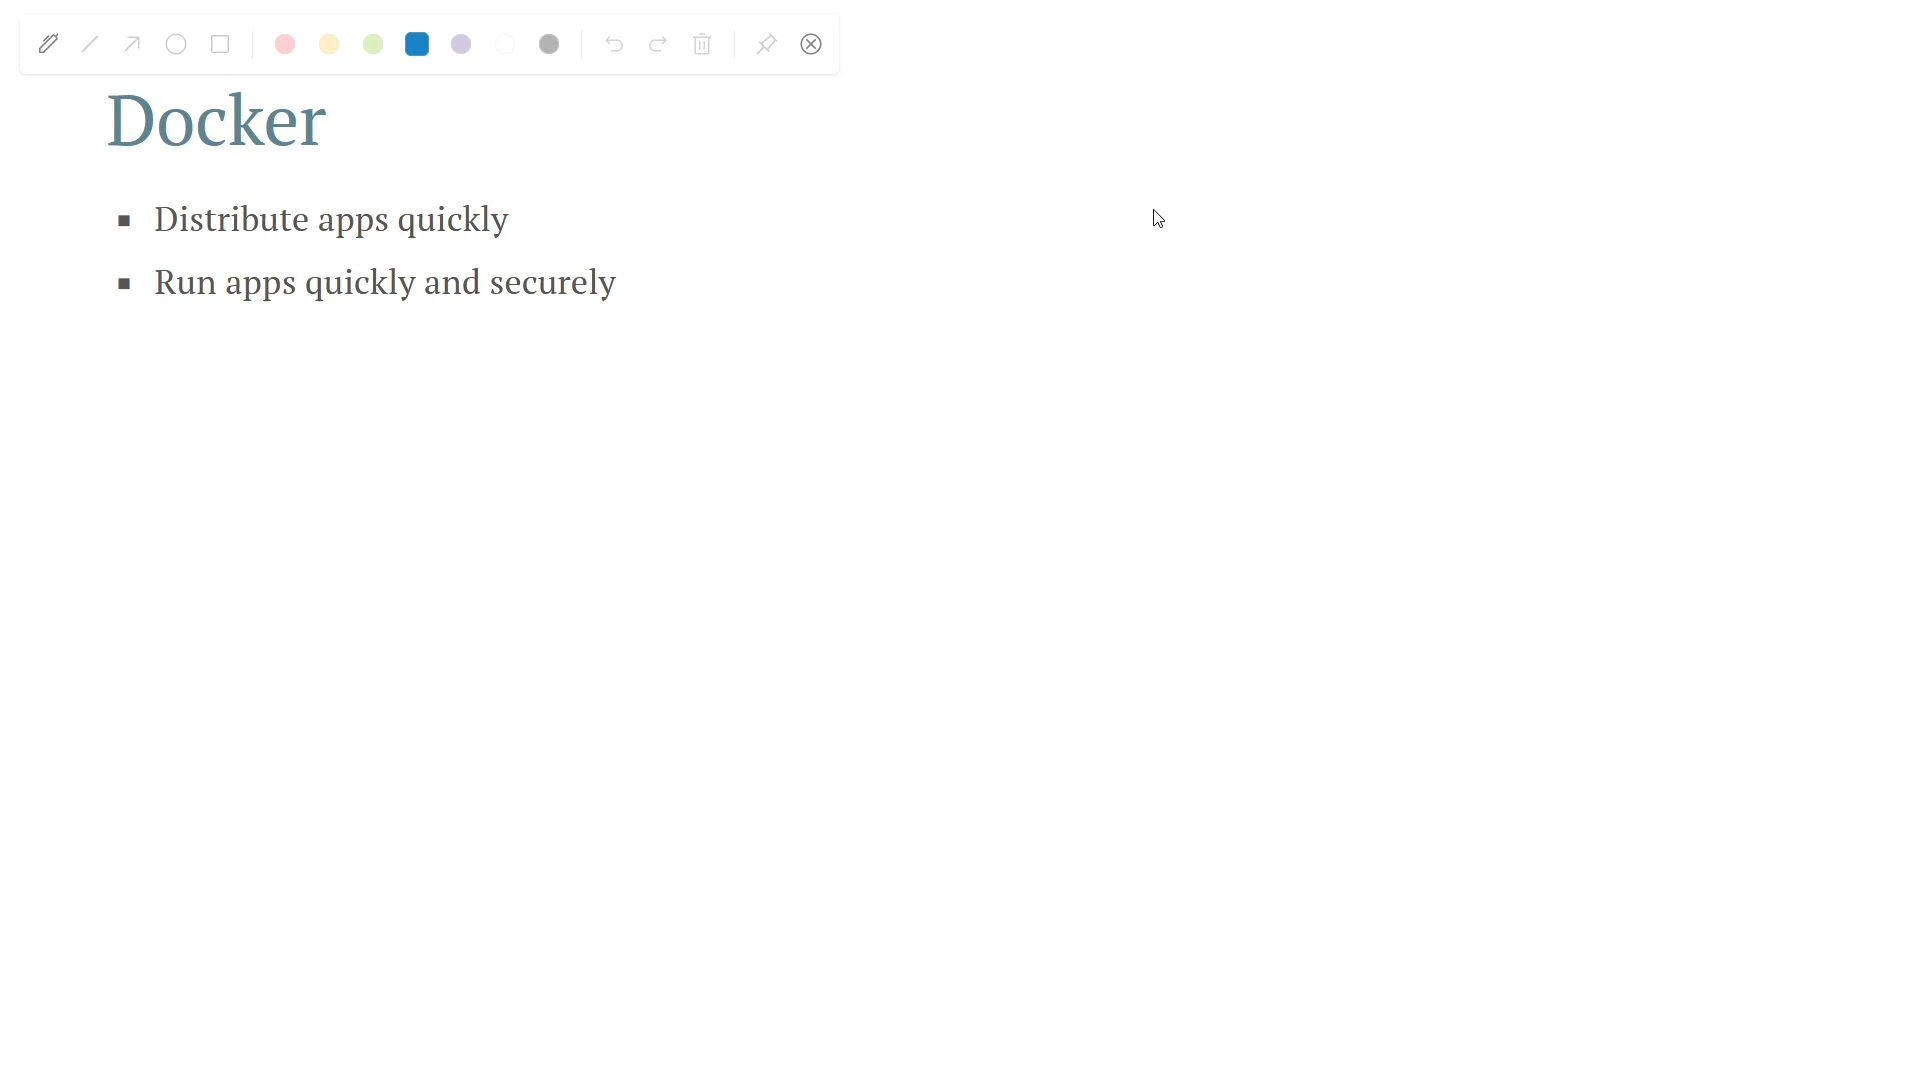 Docker
▪ Distribute apps quickly
▪ Run apps quickly and securely